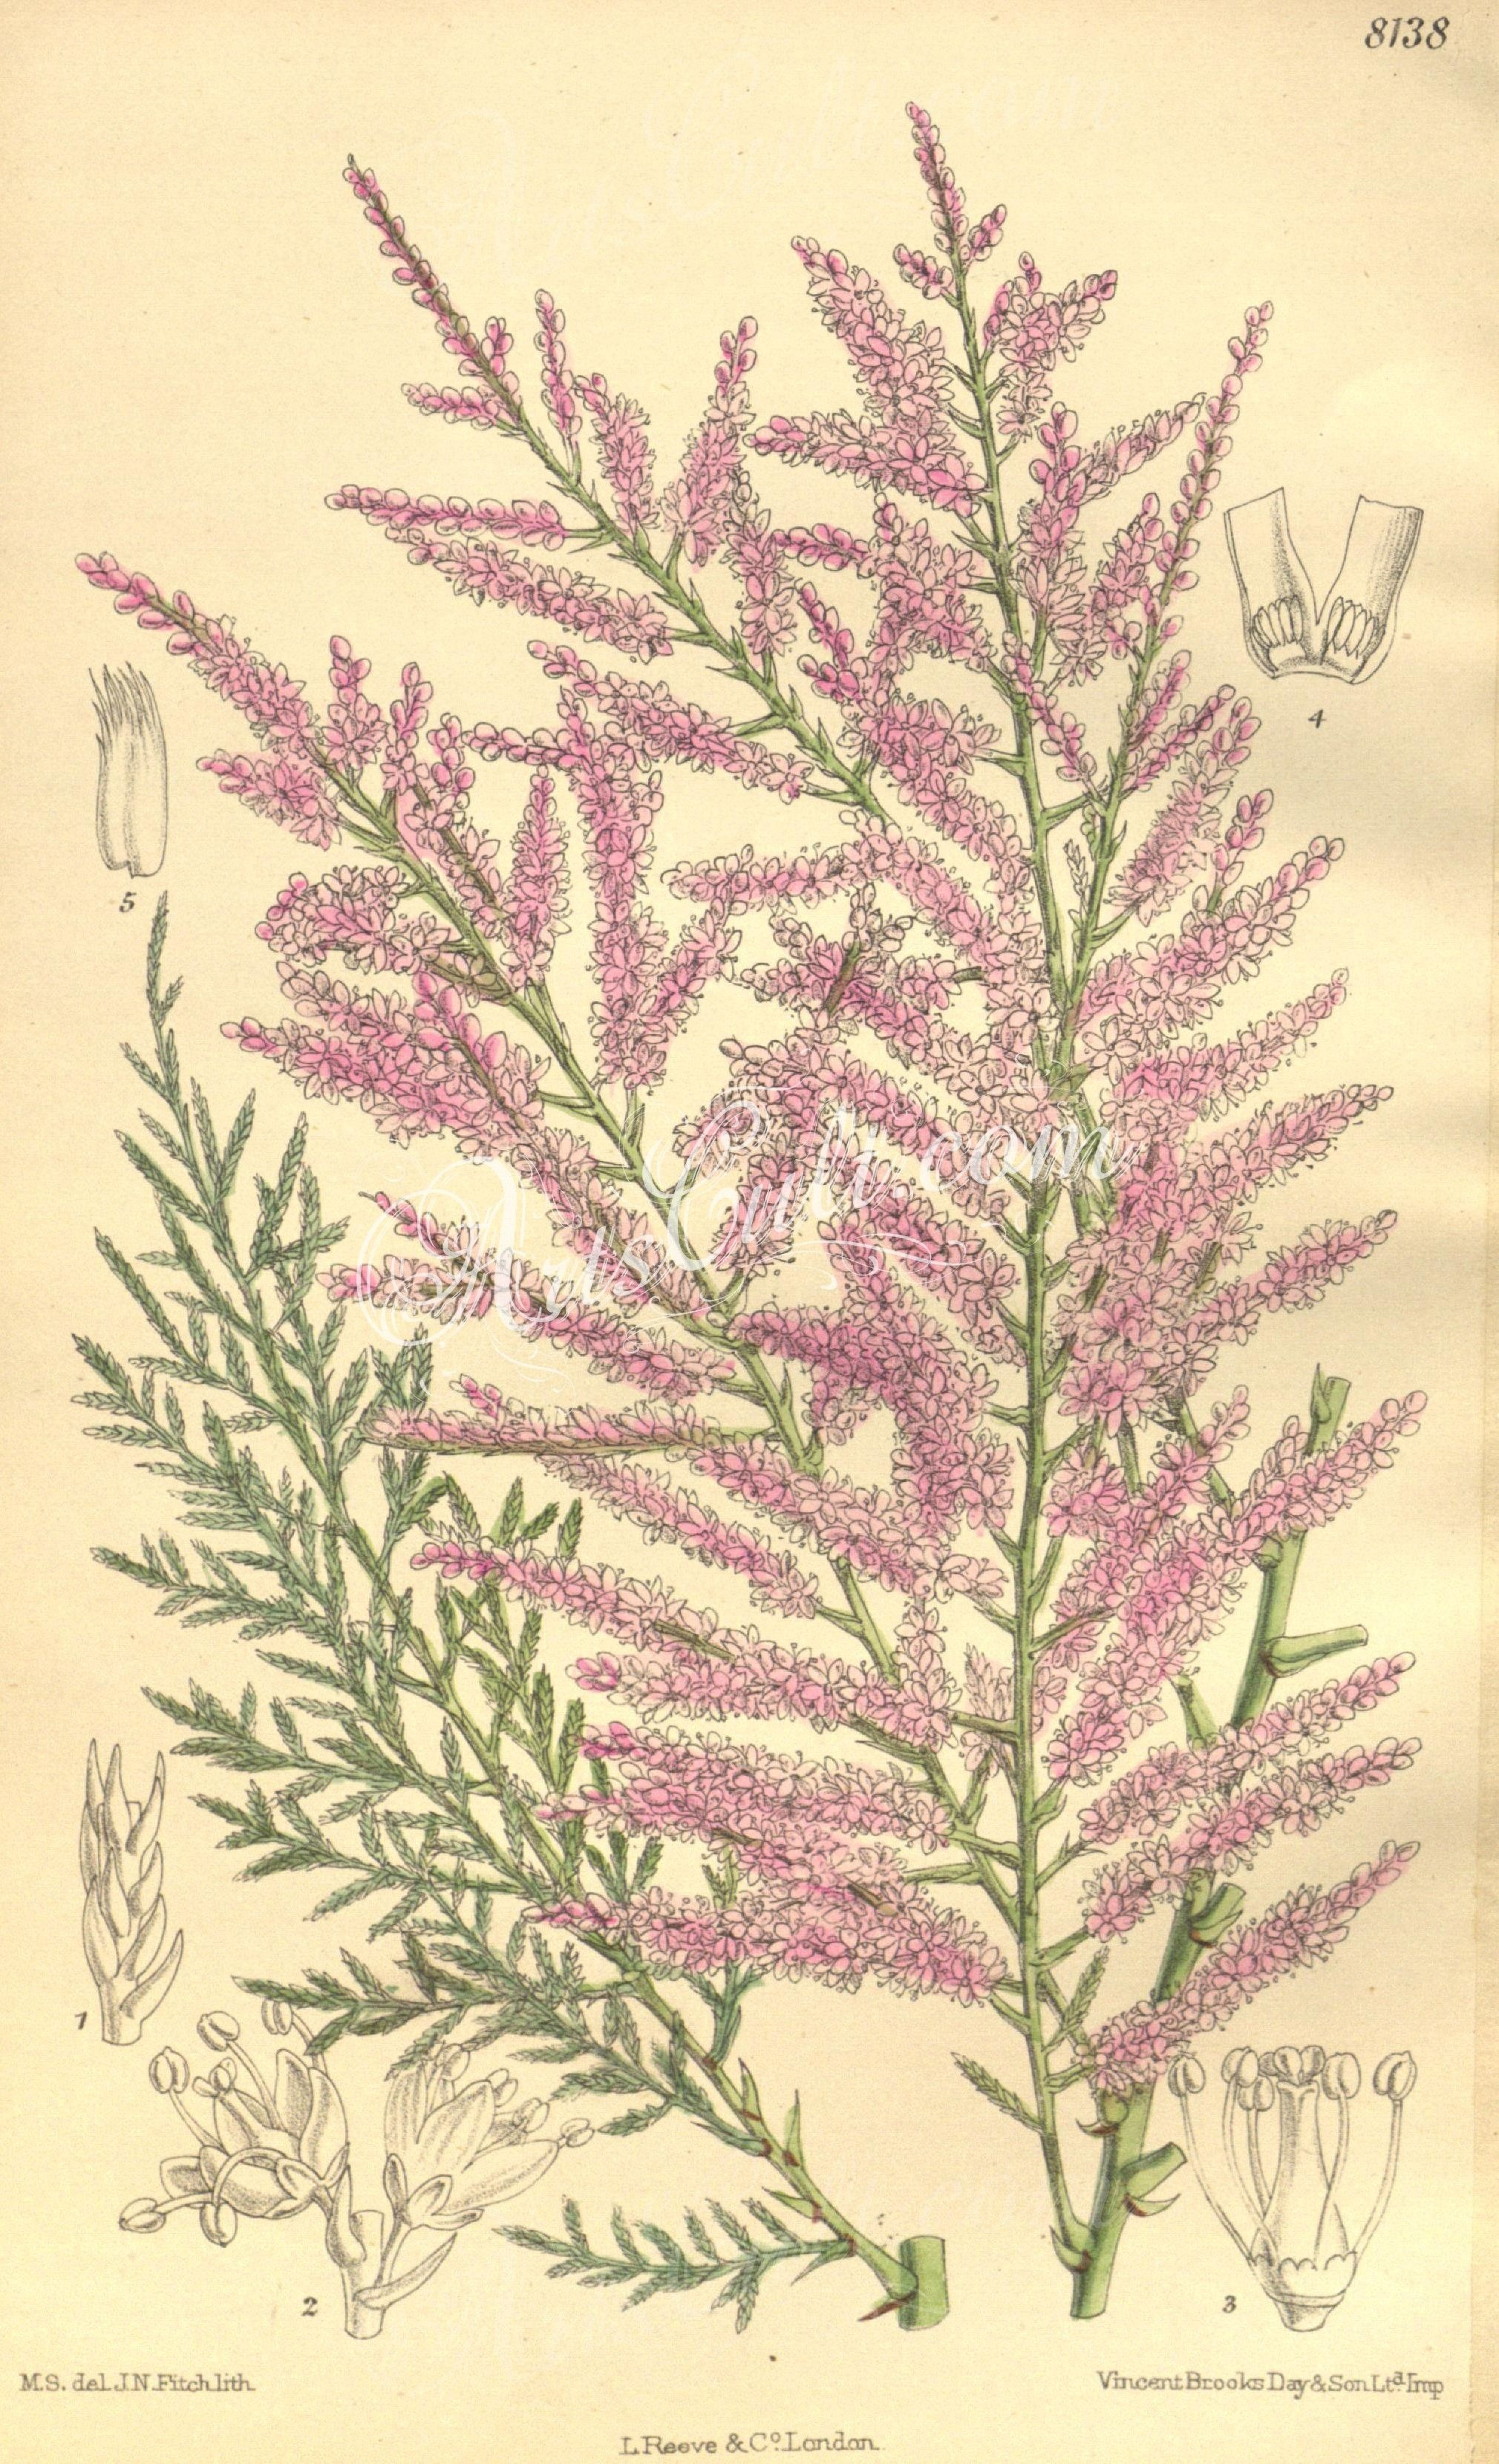 8138
4
5
ArtsCult.com
1
2
3
M.S. del. J.N.Fitch lith.
Vincent Brooks Day & Son Ltd Imp
L.Reeve & Co. London.